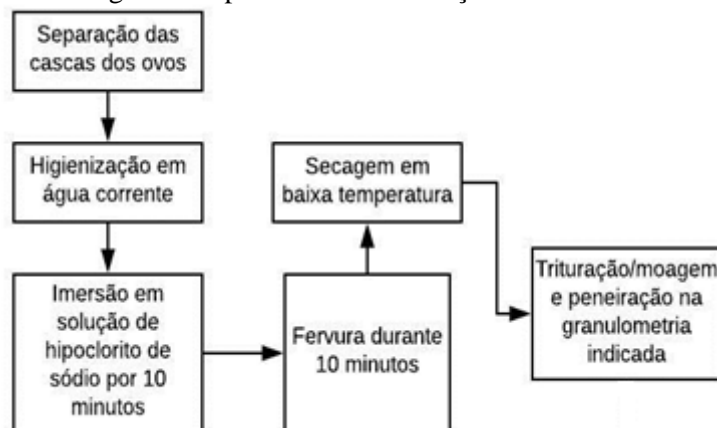 Separação das
cascas dos ovos
Higienização em
água corrente
Imersão em
solução de
hipoclorito de
sódio por 10
minutos
Fervura durante
10 minutos
Secagem em
baixa temperatura
Trituração/moagem
e peneiração na
granulometria
indicada